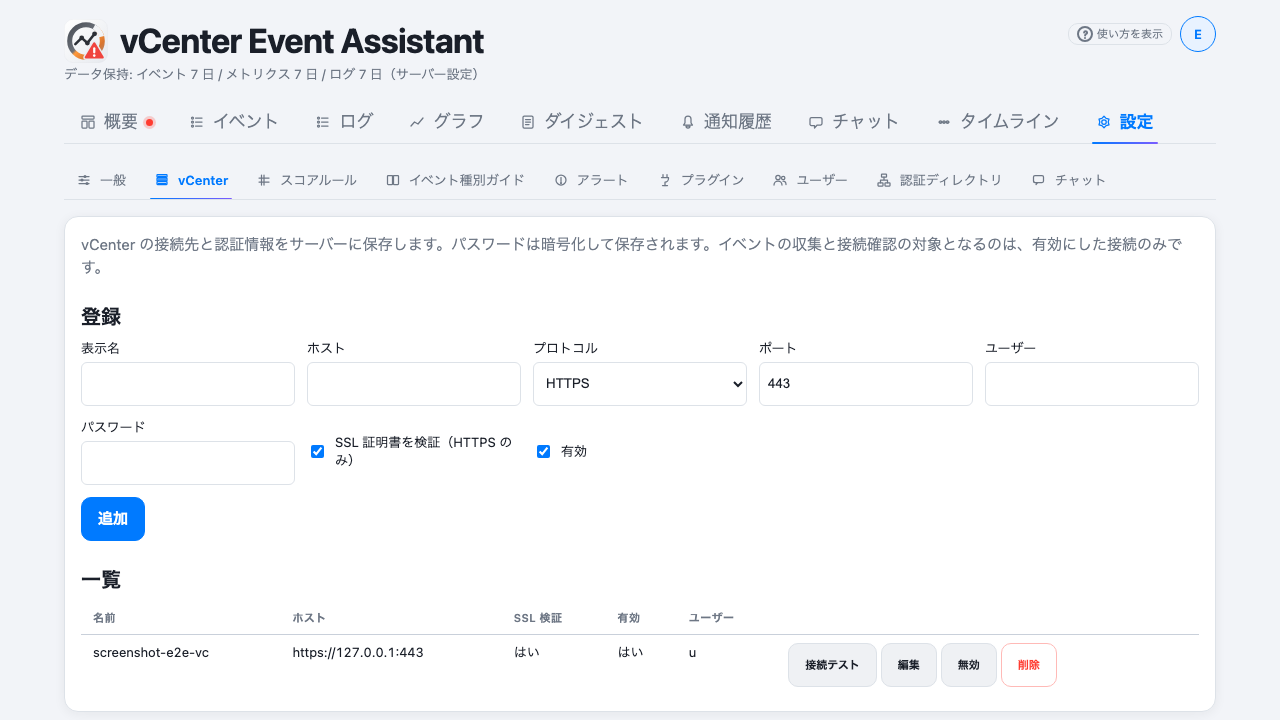 vCenter Event Assistant
データ保持: イベント 7 日 / メトリクス 7 日 / ログ 7 日（サーバー設定）
使い方を表示
E
概要
イベント
ログ
グラフ
ダイジェスト
通知履歴
チャット
タイムライン
設定
一般
vCenter
スコアルール
イベント種別ガイド
アラート
プラグイン
ユーザー
認証ディレクトリ
チャット
vCenter の接続先と認証情報をサーバーに保存します。パスワードは暗号化して保存されます。イベントの収集と接続確認の対象となるのは、有効にした接続のみで
す。
登録
表示名
ホスト
プロトコル
ポート
ユーザー
HTTPS
443
パスワード
SSL 証明書を検証（HTTPS の
み）
有効
追加
一覧
名前 ホスト SSL 検証 有効 ユーザー
screenshot-e2e-vc https://127.0.0.1:443 はい はい u 接続テスト 編集 無効 削除